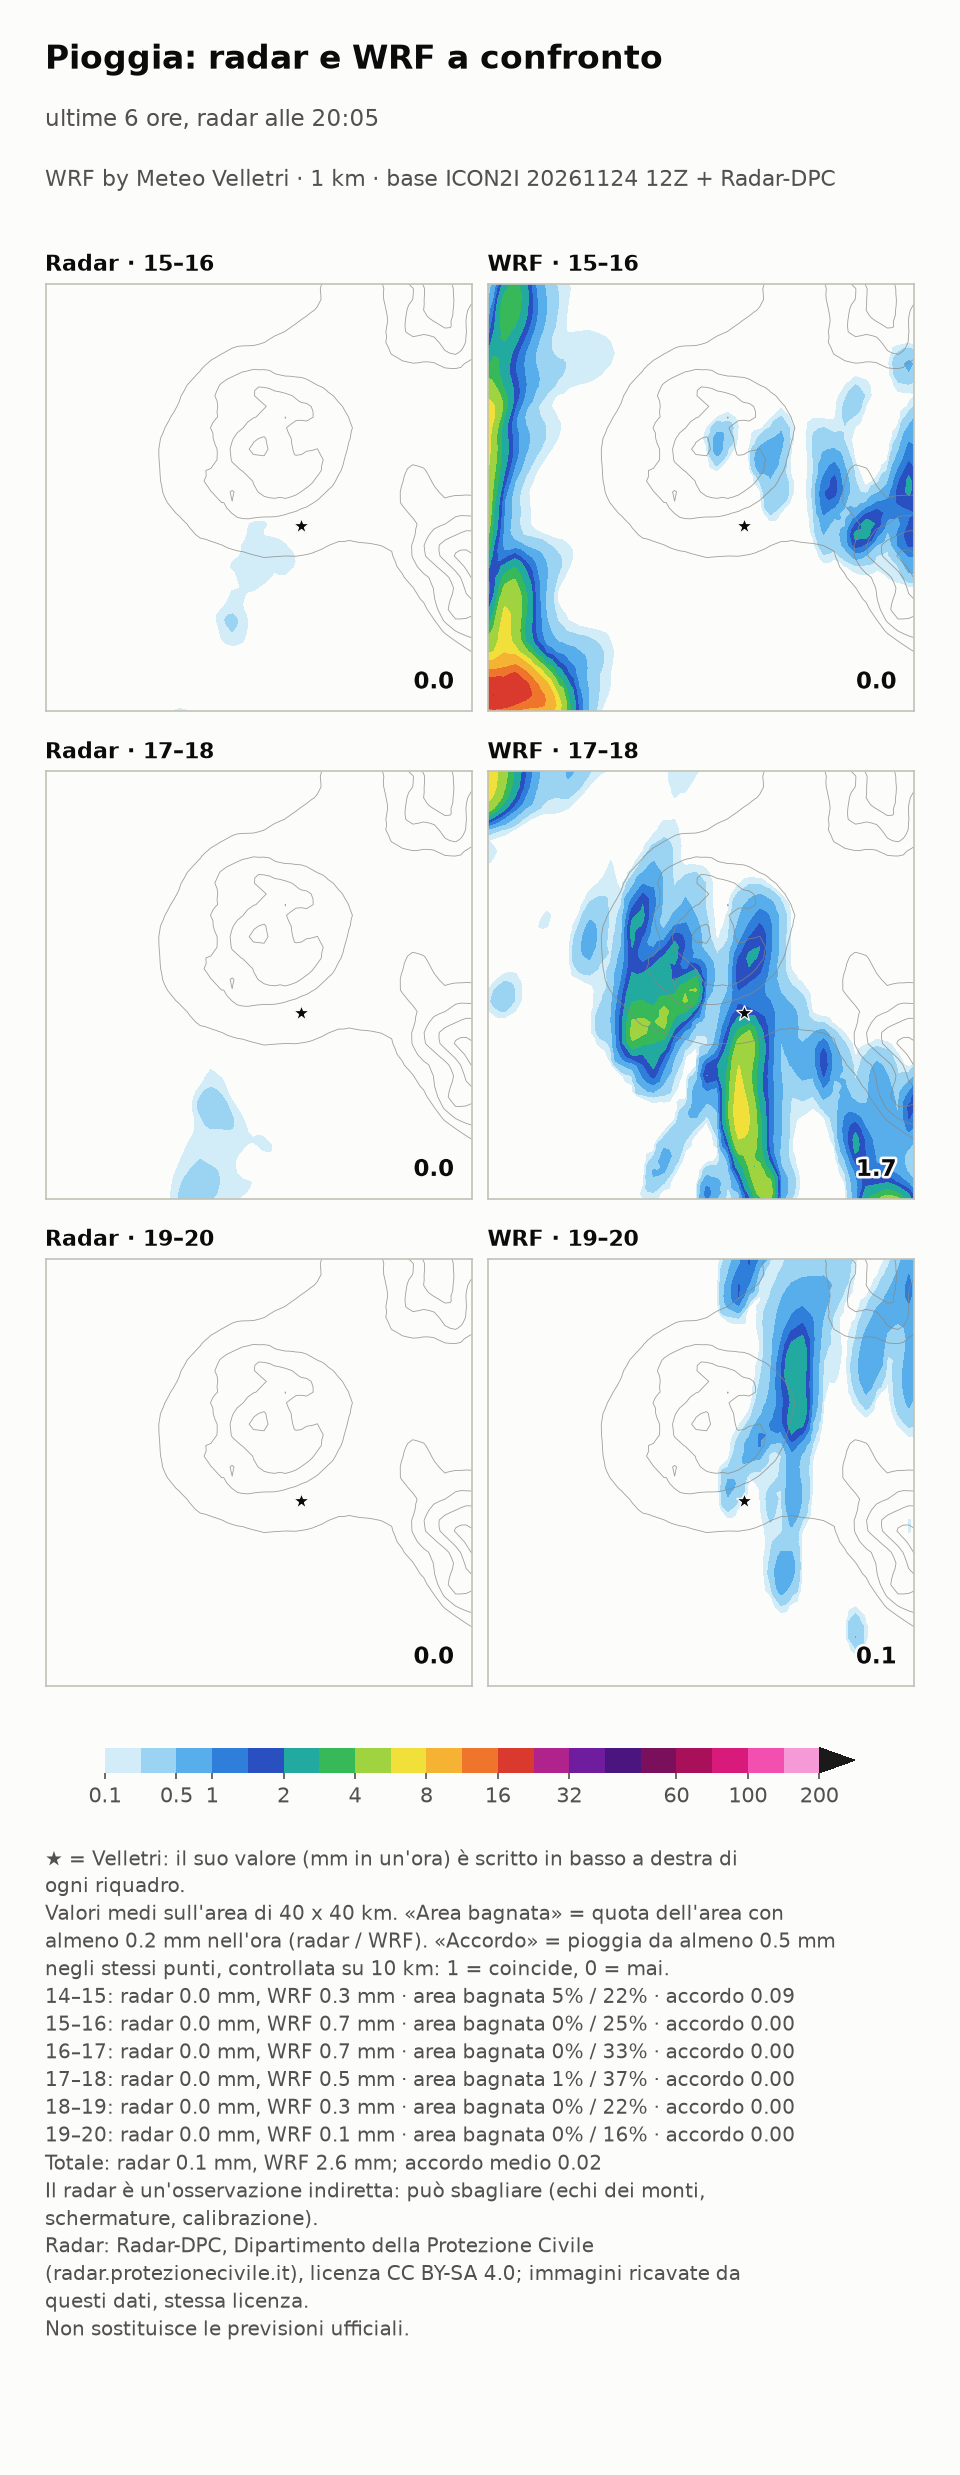 Pioggia: radar e WRF a confronto
ultime 6 ore, radar alle 20:05
WRF by Meteo Velletri · 1 km · base ICON2I 20261124 12Z + Radar-DPC
Radar · 15–16
WRF · 15–16
0.0
0.0
Radar · 17–18
WRF · 17–18
0.0
1.7
Radar · 19–20
WRF · 19–20
0.0
0.1
0.1 0.5 1 2 4 8 16 32 60 100 200
★ = Velletri: il suo valore (mm in un'ora) è scritto in basso a destra di
ogni riquadro.
Valori medi sull'area di 40 x 40 km. «Area bagnata» = quota dell'area con
almeno 0.2 mm nell'ora (radar / WRF). «Accordo» = pioggia da almeno 0.5 mm
negli stessi punti, controllata su 10 km: 1 = coincide, 0 = mai.
14–15: radar 0.0 mm, WRF 0.3 mm · area bagnata 5% / 22% · accordo 0.09
15–16: radar 0.0 mm, WRF 0.7 mm · area bagnata 0% / 25% · accordo 0.00
16–17: radar 0.0 mm, WRF 0.7 mm · area bagnata 0% / 33% · accordo 0.00
17–18: radar 0.0 mm, WRF 0.5 mm · area bagnata 1% / 37% · accordo 0.00
18–19: radar 0.0 mm, WRF 0.3 mm · area bagnata 0% / 22% · accordo 0.00
19–20: radar 0.0 mm, WRF 0.1 mm · area bagnata 0% / 16% · accordo 0.00
Totale: radar 0.1 mm, WRF 2.6 mm; accordo medio 0.02
Il radar è un'osservazione indiretta: può sbagliare (echi dei monti,
schermature, calibrazione).
Radar: Radar-DPC, Dipartimento della Protezione Civile
(radar.protezionecivile.it), licenza CC BY-SA 4.0; immagini ricavate da
questi dati, stessa licenza.
Non sostituisce le previsioni ufficiali.